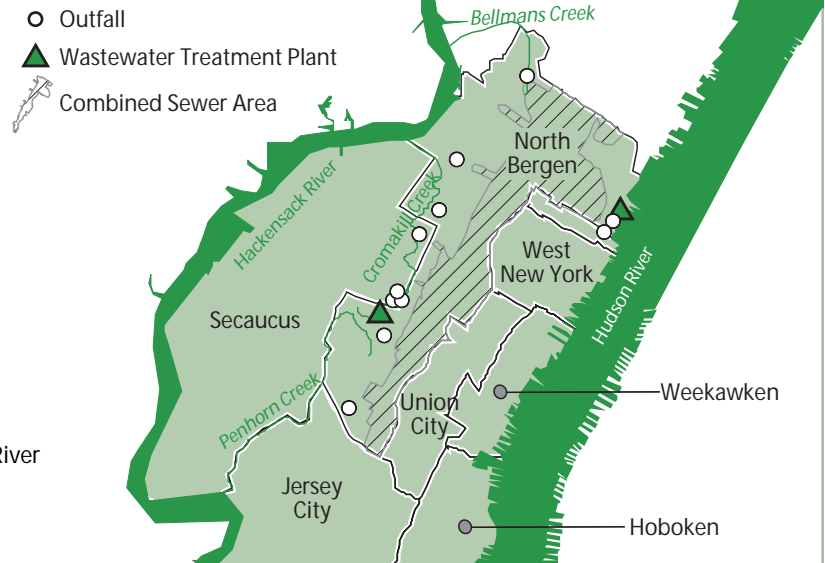 Outfall
Wastewater Treatment Plant
Combined Sewer Area
Bellmans Creek
North
Bergen
Hackensack River
Cromakill Creek
West
New York
Hudson River
Secaucus
Penhorn Creek
Union
City
Weekawken
River
Jersey
City
Hoboken